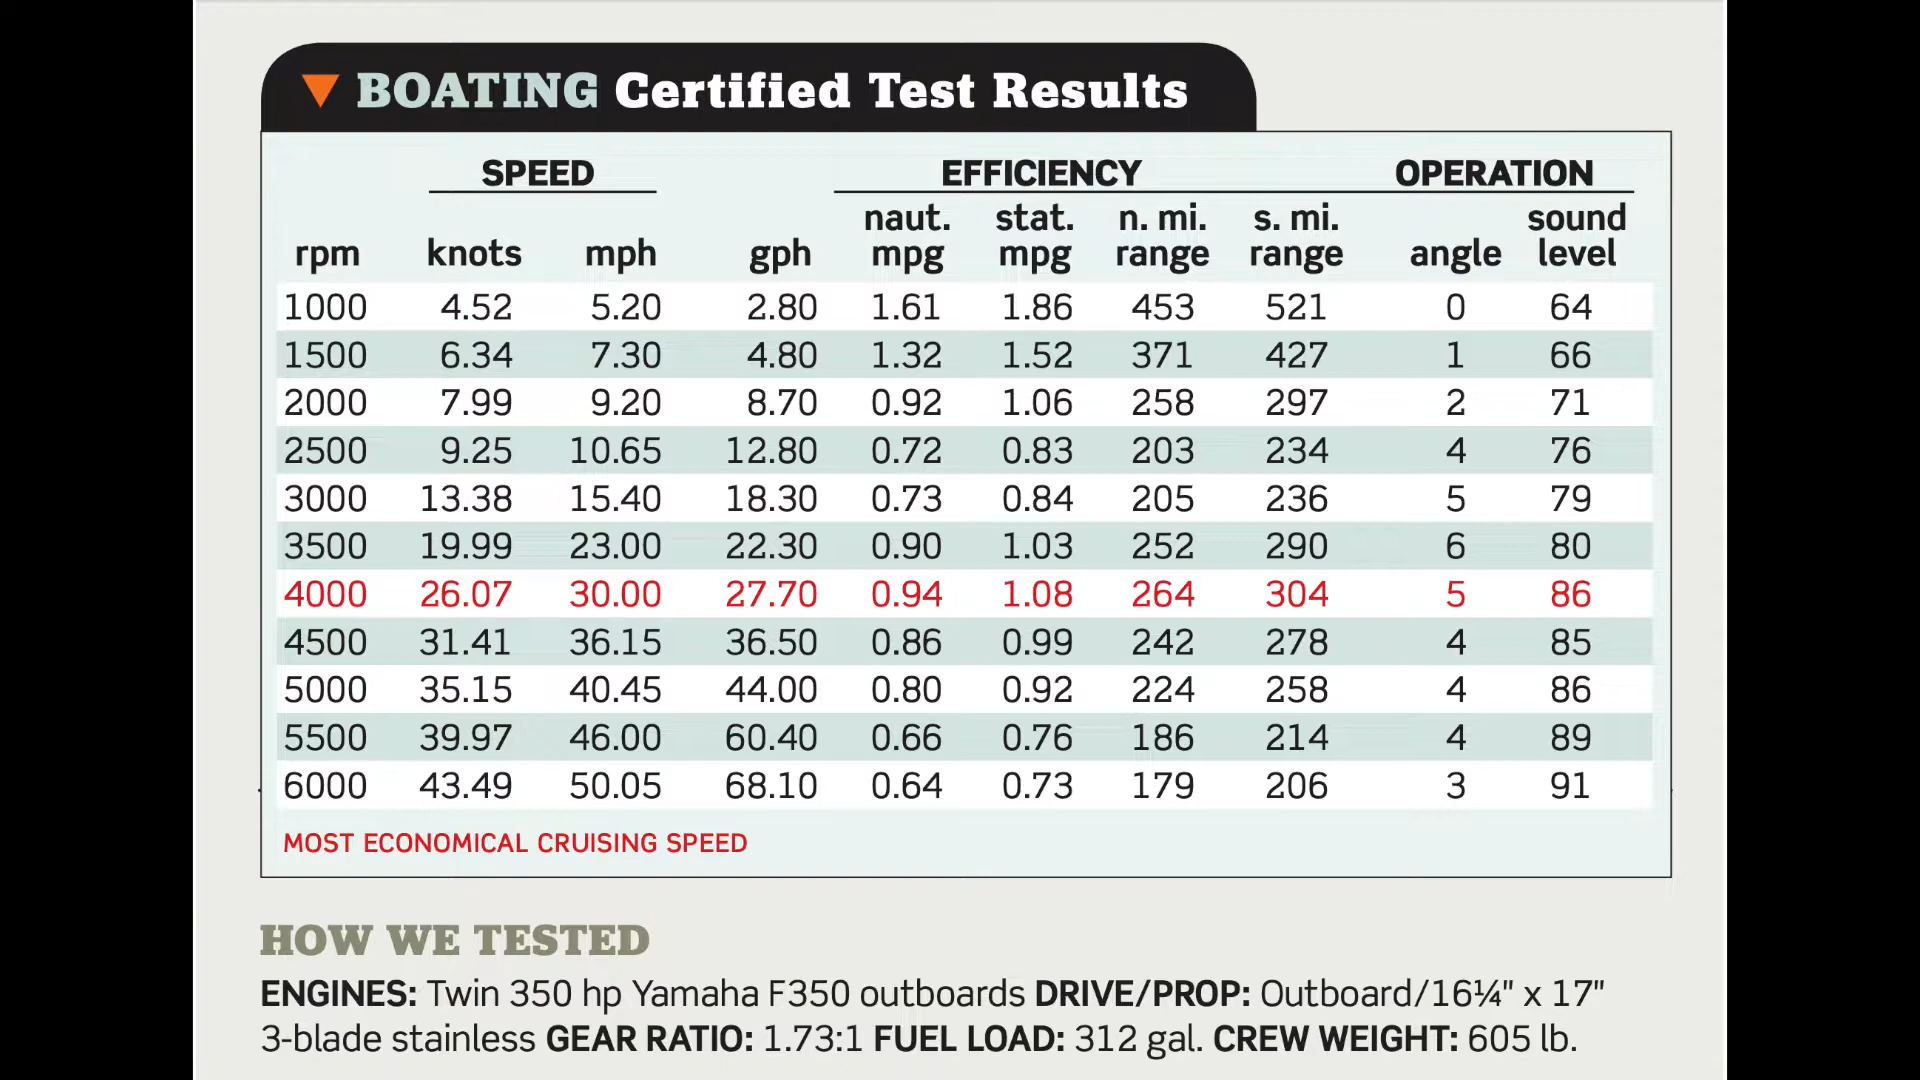 BOATING Certified Test Results
SPEED EFFICIENCY OPERATION
naut. stat. n. mi. s. mi. sound
rpm knots mph gph mpg mpg range range angle level
1000 4.52 5.20 2.80 1.61 1.86 453 521 0 64
1500 6.34 7.30 4.80 1.32 1.52 371 427 1 66
2000 7.99 9.20 8.70 0.92 1.06 258 297 2 71
2500 9.25 10.65 12.80 0.72 0.83 203 234 4 76
3000 13.38 15.40 18.30 0.73 0.84 205 236 5 79
3500 19.99 23.00 22.30 0.90 1.03 252 290 6 80
4000 26.07 30.00 27.70 0.94 1.08 264 304 5 86
4500 31.41 36.15 36.50 0.86 0.99 242 278 4 85
5000 35.15 40.45 44.00 0.80 0.92 224 258 4 86
5500 39.97 46.00 60.40 0.66 0.76 186 214 4 89
6000 43.49 50.05 68.10 0.64 0.73 179 206 3 91
MOST ECONOMICAL CRUISING SPEED
HOW WE TESTED
ENGINES: Twin 350 hp Yamaha F350 outboards DRIVE/PROP: Outboard/16¼" x 17"
3-blade stainless GEAR RATIO: 1.73:1 FUEL LOAD: 312 gal. CREW WEIGHT: 605 lb.